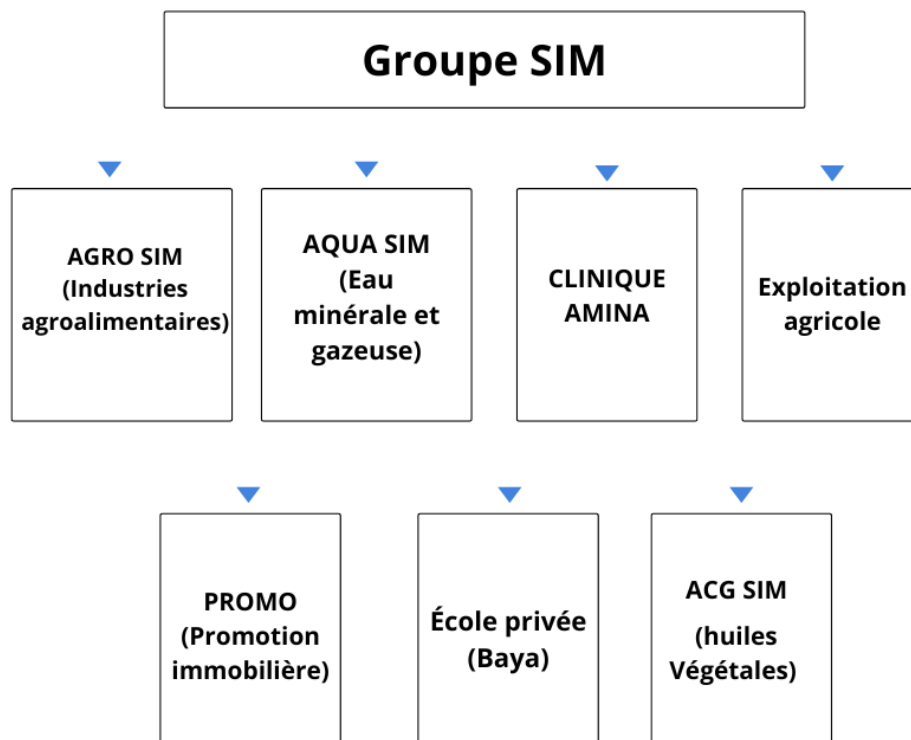 Groupe SIM
AGRO SIM
(Industries
agroalimentaires)
AQUA SIM
(Eau
minérale et
gazeuse)
CLINIQUE
AMINA
Exploitation
agricole
PROMO
(Promotion
immobilière)
École privée
(Baya)
ACG SIM
(huiles
Végétales)